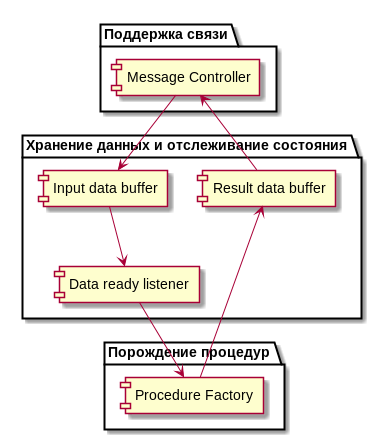 Поддержка связи
Message Controller
Хранение данных и отслеживание состояния
Input data buffer
Result data buffer
Data ready listener
Порождение процедур
Procedure Factory